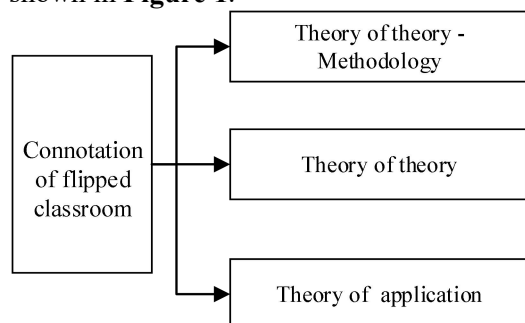 shown in Figure 1.
Theory of theory -
Methodology
Connotation
of flipped
classroom
Theory of theory
Theory of application